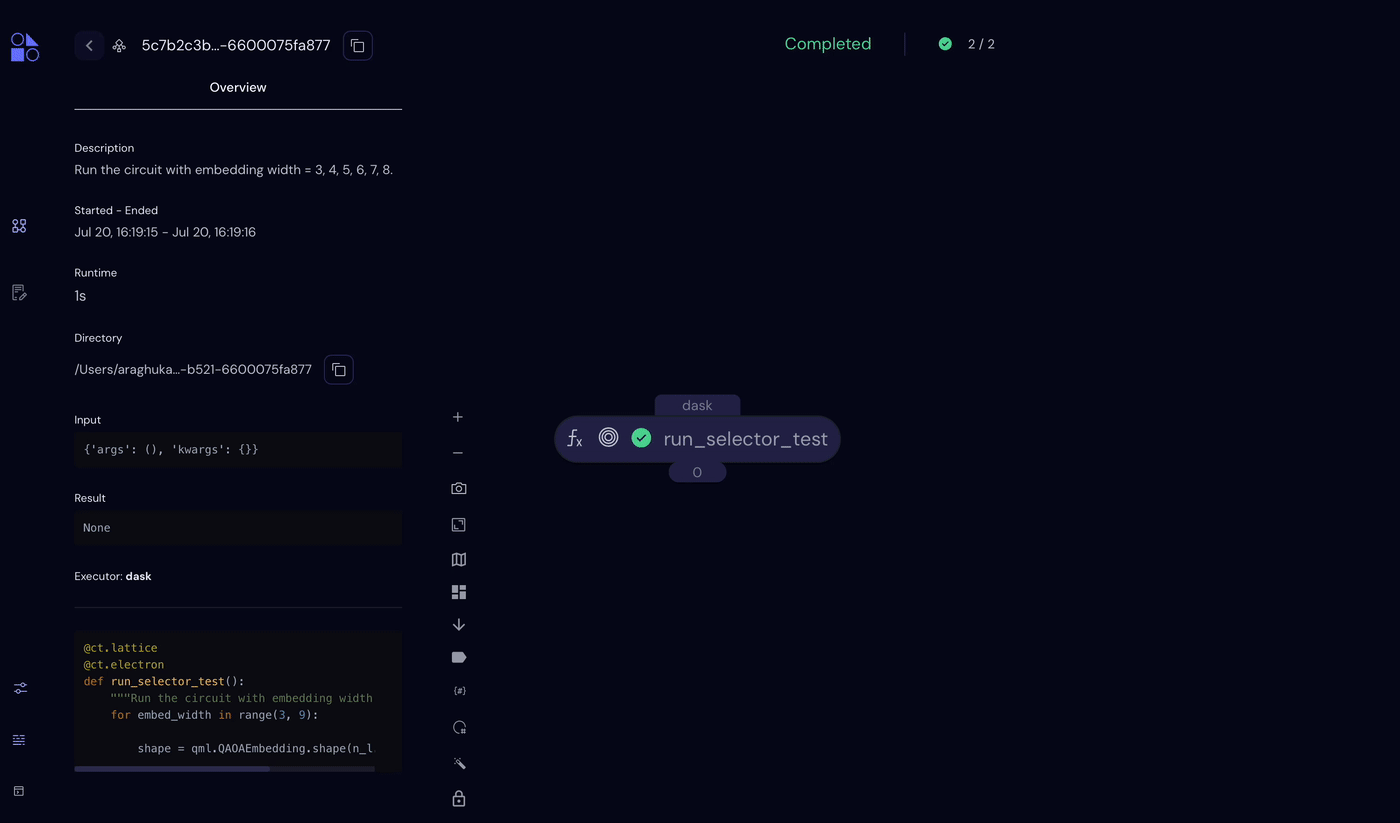 5c7b2c3b...-6600075fa877
Completed
2 / 2
Overview
Description
Run the circuit with embedding width = 3, 4, 5, 6, 7, 8.
Started - Ended
Jul 20, 16:19:15 - Jul 20, 16:19:16
Runtime
1s
Directory
/Users/araghuka...-b521-6600075fa877
Input
{'args': (), 'kwargs': {}}
Result
None
Executor: dask
@ct.lattice
@ct.electron
def run_selector_test():
    """Run the circuit with embedding width
    for embed_width in range(3, 9):
        shape = qml.QAOAEmbedding.shape(n_l
{#}
dask
fx run_selector_test
0